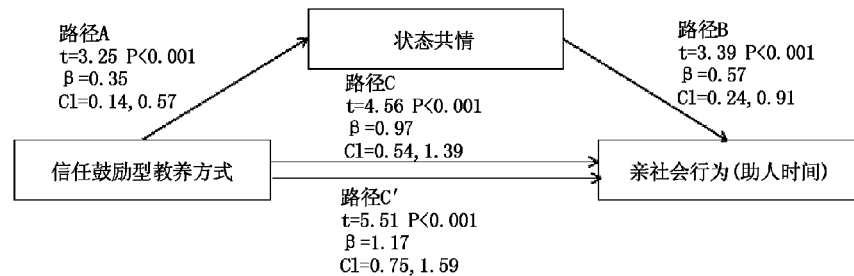 路径A
t=3.25 P<0.001
β=0.35
Cl=0.14, 0.57
状态共情
路径B
t=3.39 P<0.001
β=0.57
Cl=0.24, 0.91
路径C
t=4.56 P<0.001
β=0.97
Cl=0.54, 1.39
信任鼓励型教养方式
亲社会行为(助人时间)
路径C′
t=5.51 P<0.001
β=1.17
Cl=0.75, 1.59